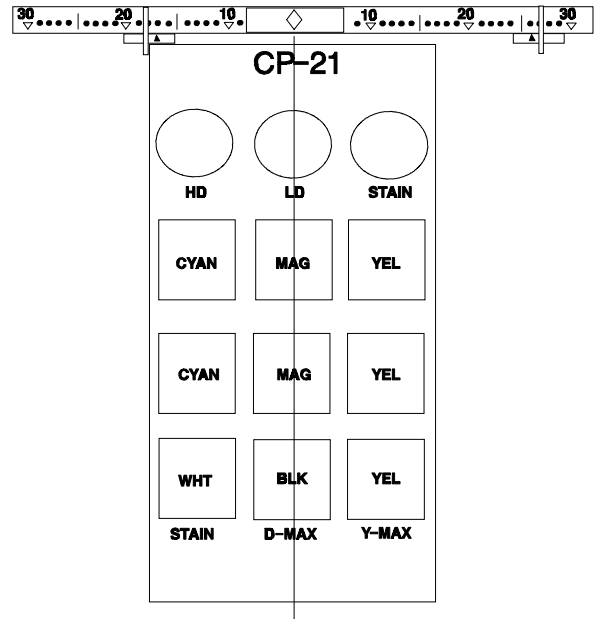 30 20 10 10 20 30
CP-21
HD LD STAIN
CYAN MAG YEL
CYAN MAG YEL
WHT BLK YEL
STAIN D-MAX Y-MAX